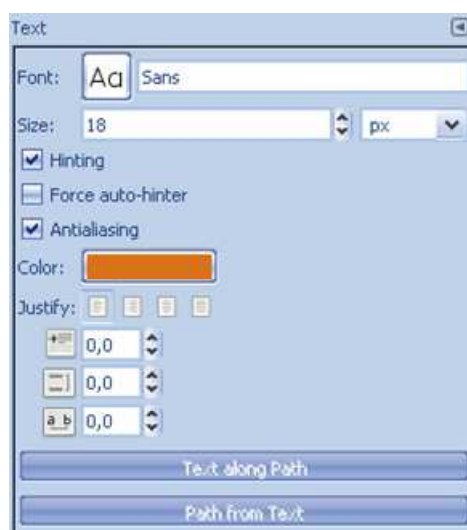 Text
Font: Aa Sans
Size: 18 px
Hinting
Force auto-hinter
Antialiasing
Color:
Justify:
0,0
0,0
a b 0,0
Text along Path
Path from Text